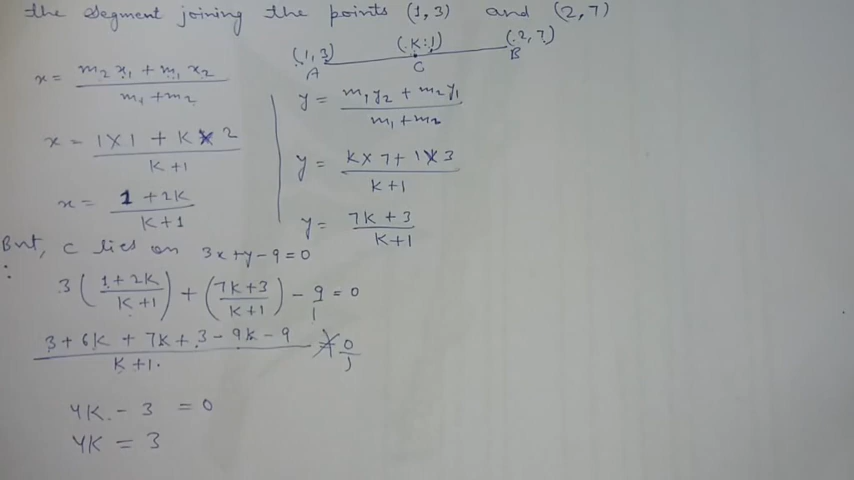 the segment joining the points (1,3) and (2,7)
(1,3) (K:1) (2,7)
A C B
x = (m2 x1 + m1 x2) / (m1 + m2)
y = (m1 y2 + m2 y1) / (m1 + m2)
x = (1×1 + K×2) / (K+1)
y = (K×7 + 1×3) / (K+1)
x = (1 + 2K) / (K+1)
y = (7K + 3) / (K+1)
But, C lies on 3x+y-9=0
:
3((1+2K)/(K+1)) + ((7K+3)/(K+1)) - 9/1 = 0
(3+6K+7K+3-9K-9)/(K+1) = 0/1
4K - 3 = 0
4K = 3